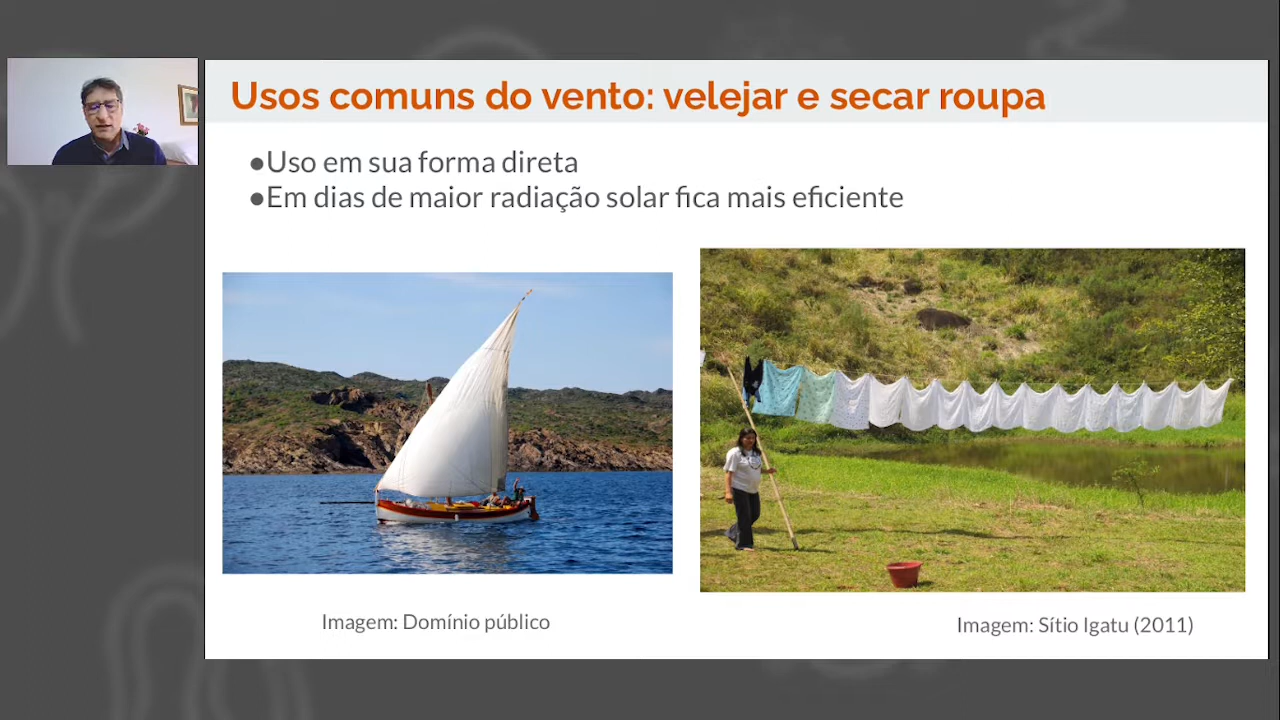 Usos comuns do vento: velejar e secar roupa
●Uso em sua forma direta
●Em dias de maior radiação solar fica mais eficiente
Imagem: Domínio público
Imagem: Sítio Igatu (2011)